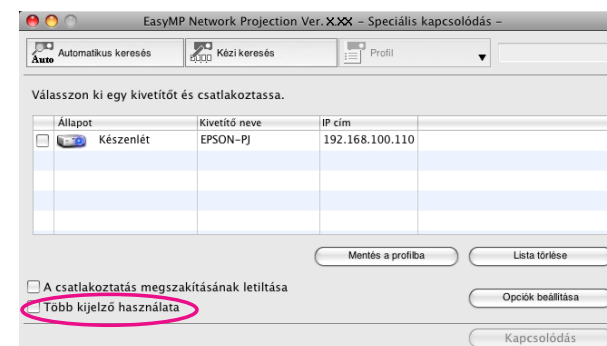 EasyMP Network Projection Ver. X.XX – Speciális kapcsolódás –
Auto Automatikus keresés Kézi keresés Profil
Válasszon ki egy kivetítőt és csatlakoztassa.
Állapot Kivetítő neve IP cím
Készenlét EPSON-PJ 192.168.100.110
Mentés a profilba Lista törlése
A csatlakoztatás megszakításának letiltása
Opciók beállítása
Több kijelző használata
Kapcsolódás